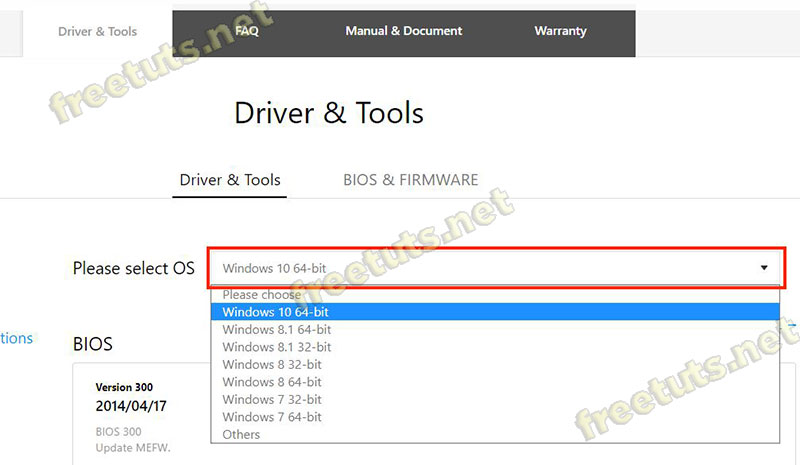 Driver & Tools
FAQ
Manual & Document
Warranty
Driver & Tools
Driver & Tools
BIOS & FIRMWARE
Please select OS
Windows 10 64-bit
Please choose
Windows 10 64-bit
Windows 8.1 64-bit
Windows 8.1 32-bit
Windows 8 32-bit
Windows 8 64-bit
Windows 7 32-bit
Windows 7 64-bit
Others
tions
BIOS
Version 300
2014/04/17
BIOS 300
Update MEFW.
freetuts.net
freetuts.net
freetuts.net